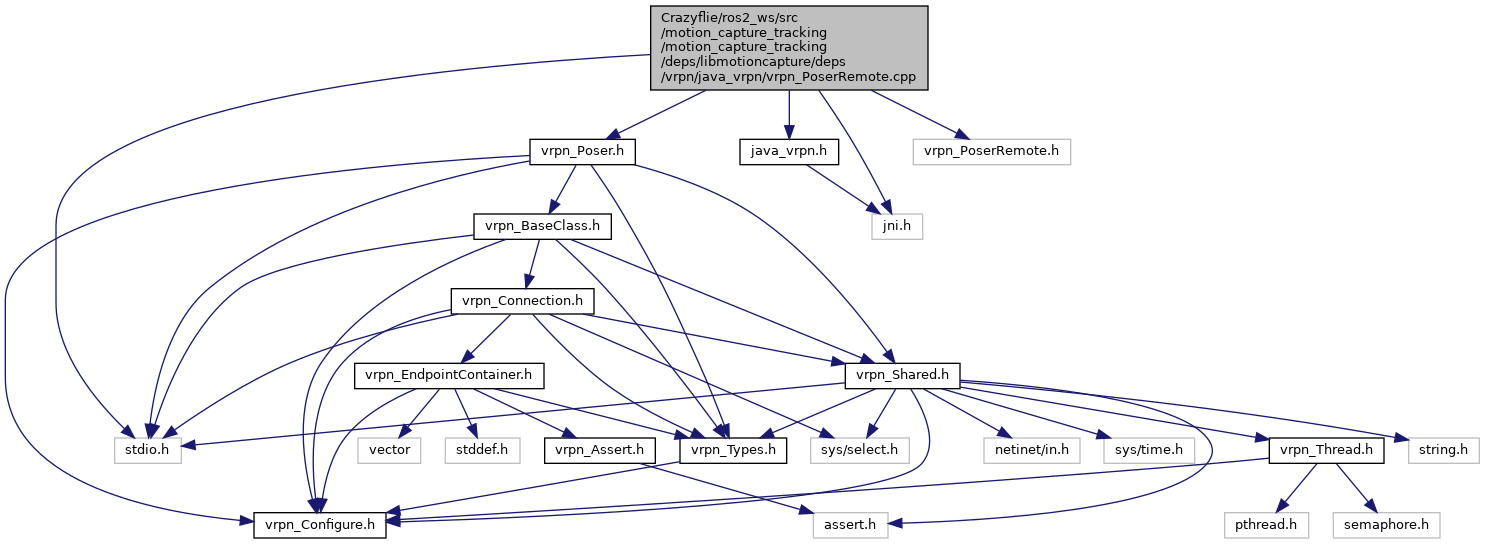 Crazyflie/ros2_ws/src
/motion_capture_tracking
/motion_capture_tracking
/deps/libmotioncapture/deps
/vrpn/java_vrpn/vrpn_PoserRemote.cpp
vrpn_Poser.h
java_vrpn.h
vrpn_PoserRemote.h
vrpn_BaseClass.h
jni.h
vrpn_Connection.h
vrpn_EndpointContainer.h
vrpn_Shared.h
stdio.h
vector
stddef.h
vrpn_Assert.h
vrpn_Types.h
sys/select.h
netinet/in.h
sys/time.h
vrpn_Thread.h
string.h
vrpn_Configure.h
assert.h
pthread.h
semaphore.h